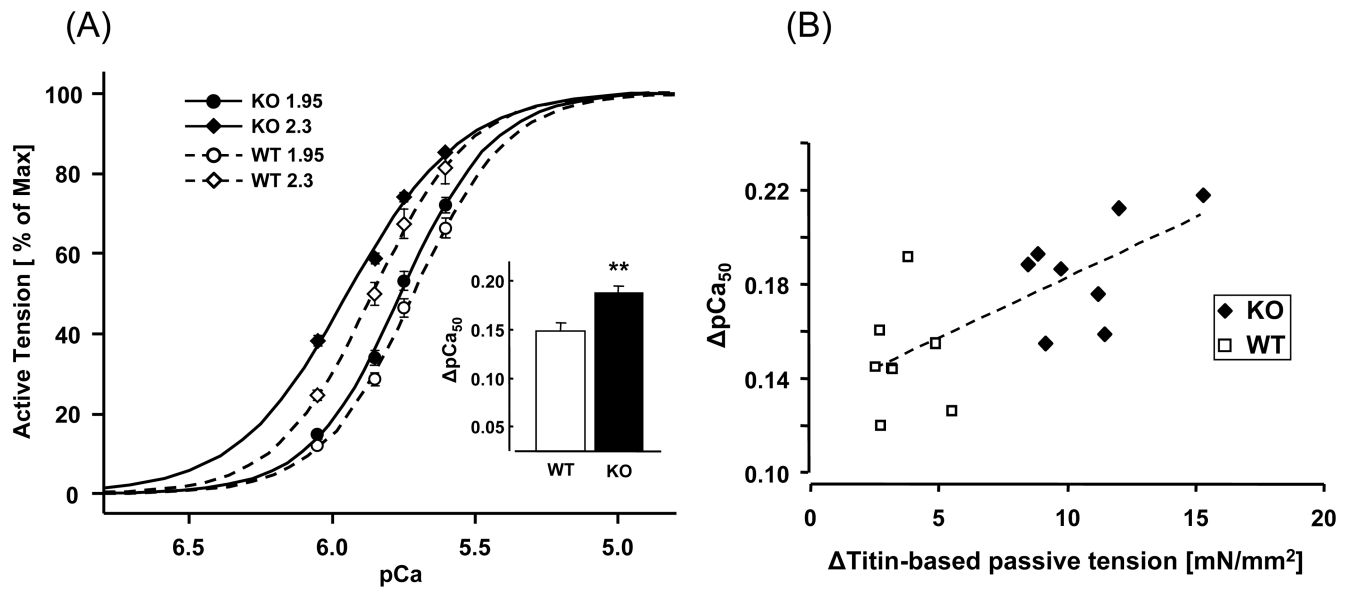 (A)
Active Tension [ % of Max]
100
80
60
40
20
0
KO 1.95
KO 2.3
WT 1.95
WT 2.3
6.5 6.0 5.5 5.0
pCa
ΔpCa50
0.20
0.15
0.10
0.05
**
WT KO
(B)
ΔpCa50
0.22
0.18
0.14
0.10
KO
WT
0 5 10 15 20
ΔTitin-based passive tension [mN/mm2]